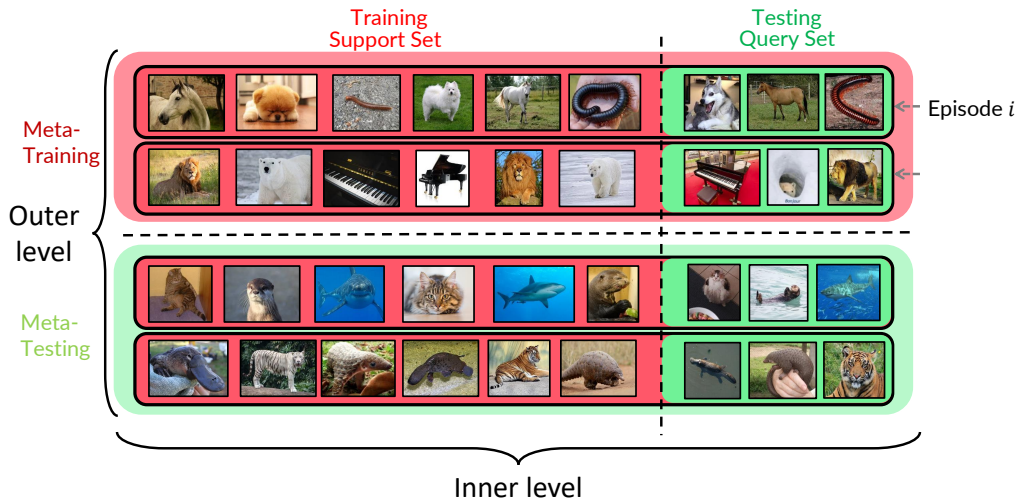 Training
Support Set
Testing
Query Set
Meta-
Training
Episode i
Outer
level
Meta-
Testing
Inner level